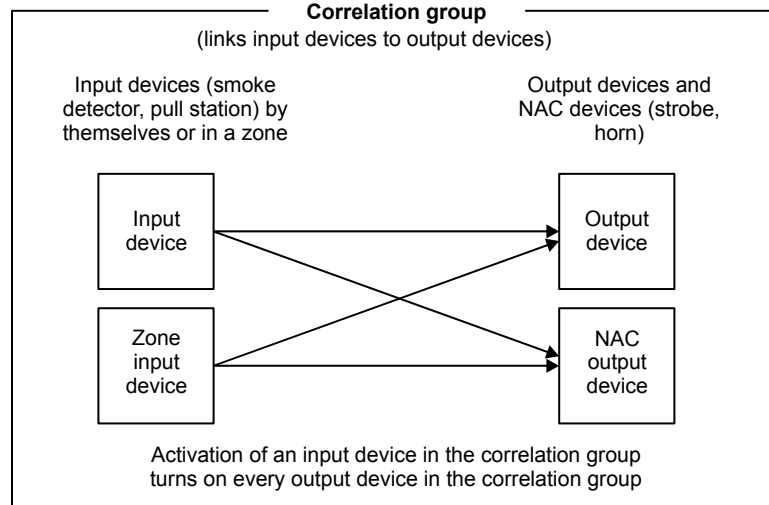 Correlation group
(links input devices to output devices)
Input devices (smoke
detector, pull station) by
themselves or in a zone
Output devices and
NAC devices (strobe,
horn)
Input
device
Output
device
Zone
input
device
NAC
output
device
Activation of an input device in the correlation group
turns on every output device in the correlation group